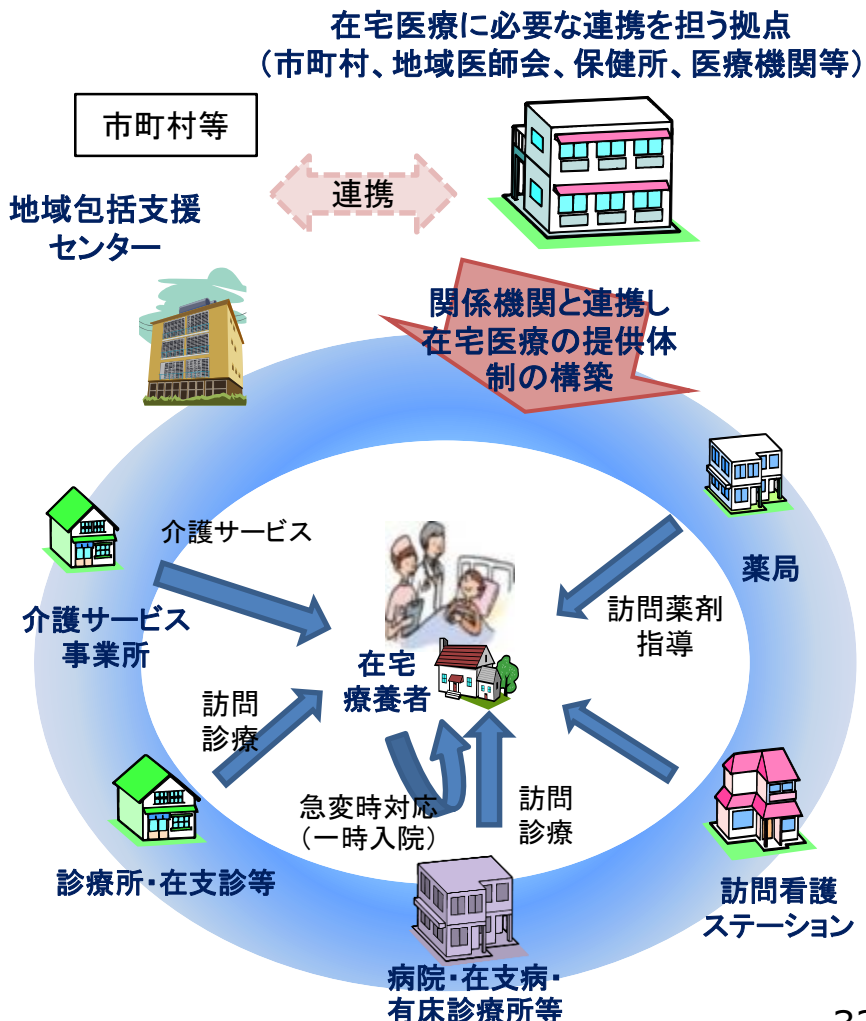 在宅医療に必要な連携を担う拠点
（市町村、地域医師会、保健所、医療機関等）
市町村等
連携
地域包括支援
センター
関係機関と連携し
在宅医療の提供体
制の構築
介護サービス
薬局
介護サービス
事業所
訪問薬剤
指導
在宅
療養者
訪問
診療
急変時対応
（一時入院）
訪問
診療
診療所・在支診等
訪問看護
ステーション
病院・在支病・
有床診療所等